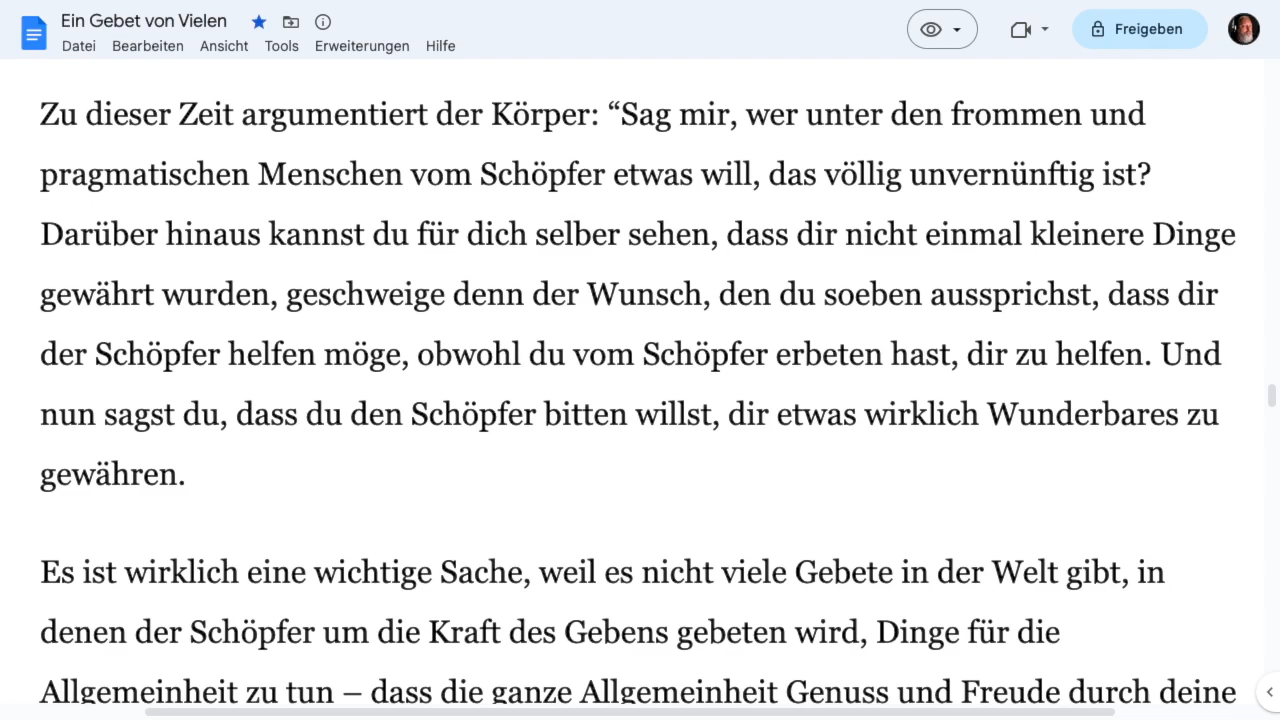 Ein Gebet von Vielen
Datei Bearbeiten Ansicht Tools Erweiterungen Hilfe
Freigeben
Zu dieser Zeit argumentiert der Körper: “Sag mir, wer unter den frommen und
pragmatischen Menschen vom Schöpfer etwas will, das völlig unvernünftig ist?
Darüber hinaus kannst du für dich selber sehen, dass dir nicht einmal kleinere Dinge
gewährt wurden, geschweige denn der Wunsch, den du soeben aussprichst, dass dir
der Schöpfer helfen möge, obwohl du vom Schöpfer erbeten hast, dir zu helfen. Und
nun sagst du, dass du den Schöpfer bitten willst, dir etwas wirklich Wunderbares zu
gewähren.
Es ist wirklich eine wichtige Sache, weil es nicht viele Gebete in der Welt gibt, in
denen der Schöpfer um die Kraft des Gebens gebeten wird, Dinge für die
Allgemeinheit zu tun – dass die ganze Allgemeinheit Genuss und Freude durch deine